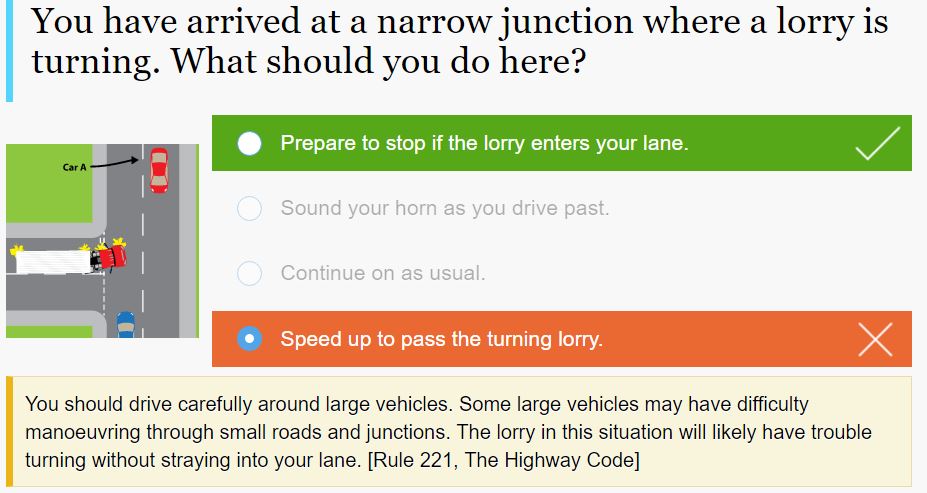 You have arrived at a narrow junction where a lorry is
turning. What should you do here?
Car A
Prepare to stop if the lorry enters your lane.
Sound your horn as you drive past.
Continue on as usual.
Speed up to pass the turning lorry.
You should drive carefully around large vehicles. Some large vehicles may have difficulty
manoeuvring through small roads and junctions. The lorry in this situation will likely have trouble
turning without straying into your lane. [Rule 221, The Highway Code]